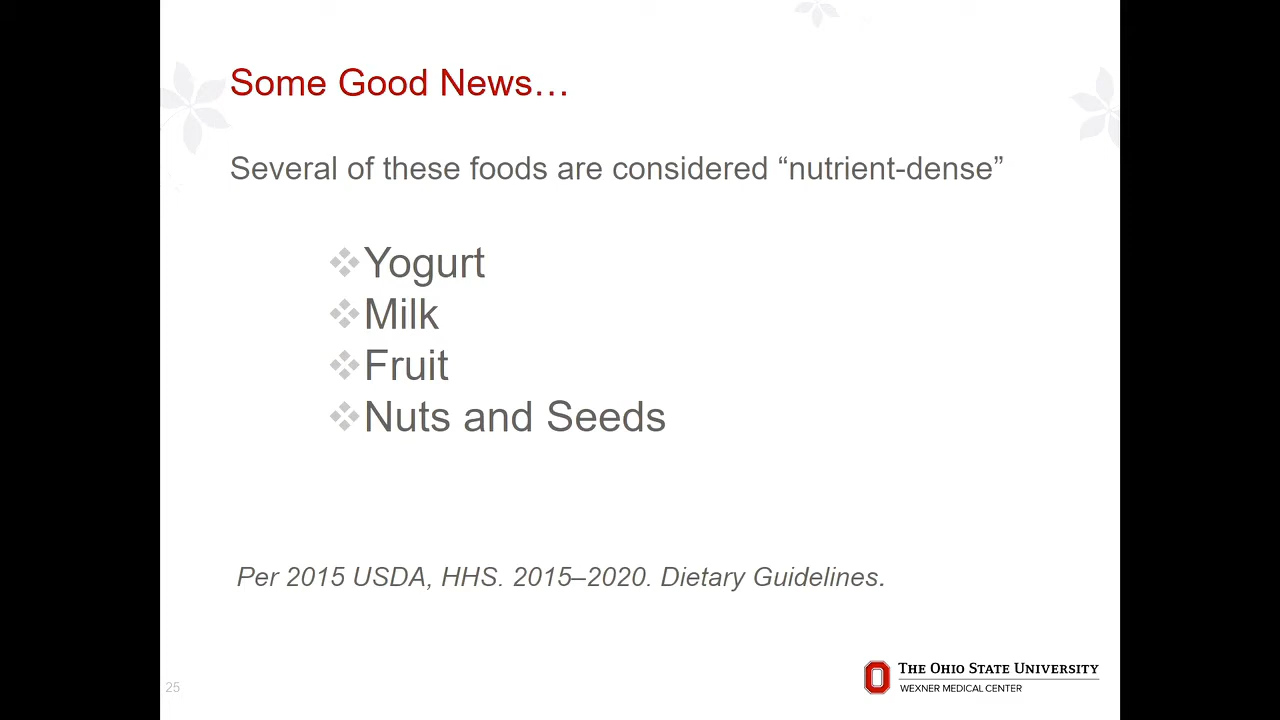 Some Good News…
Several of these foods are considered “nutrient-dense”
Yogurt
Milk
Fruit
Nuts and Seeds
Per 2015 USDA, HHS. 2015–2020. Dietary Guidelines.
THE OHIO STATE UNIVERSITY
WEXNER MEDICAL CENTER
25